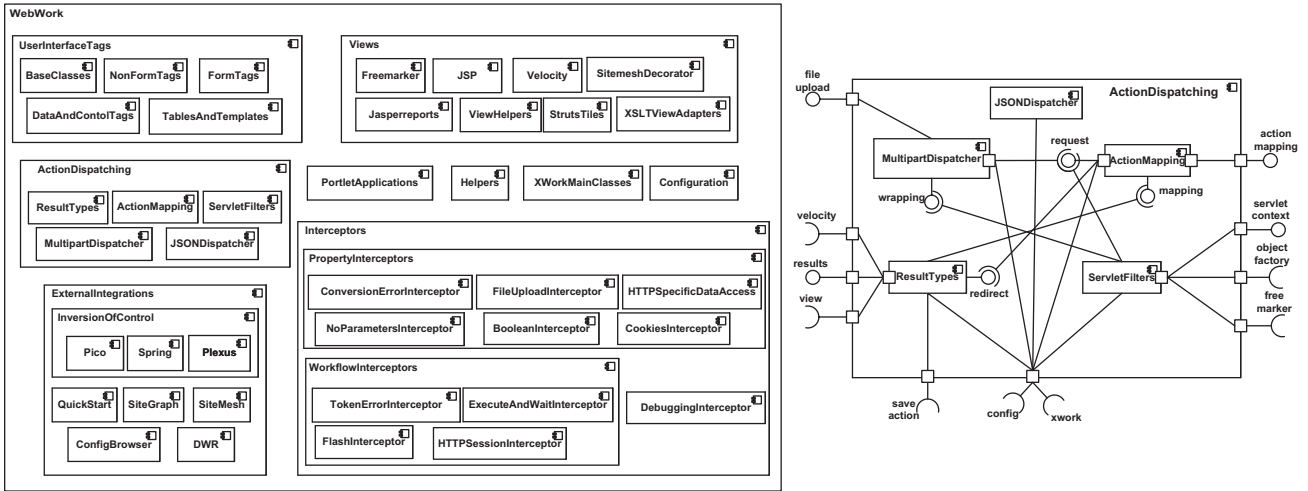 WebWork
UserInterfaceTags
BaseClasses
NonFormTags
FormTags
DataAndContolTags
TablesAndTemplates
Views
Freemarker
JSP
Velocity
SitemeshDecorator
Jasperreports
ViewHelpers
StrutsTiles
XSLTViewAdapters
ActionDispatching
ResultTypes
ActionMapping
ServletFilters
MultipartDispatcher
JSONDispatcher
PortletApplications
Helpers
XWorkMainClasses
Configuration
ExternalIntegrations
InversionOfControl
Pico
Spring
Plexus
QuickStart
SiteGraph
SiteMesh
ConfigBrowser
DWR
Interceptors
PropertyInterceptors
ConversionErrorInterceptor
FileUploadInterceptor
HTTPSpecificDataAccess
NoParametersInterceptor
BooleanInterceptor
CookiesInterceptor
WorkflowInterceptors
TokenErrorInterceptor
ExecuteAndWaitInterceptor
FlashInterceptor
HTTPSessionInterceptor
DebuggingInterceptor
file
upload
ActionDispatching
JSONDispatcher
MultipartDispatcher
request
ActionMapping
action
mapping
wrapping
mapping
velocity
servlet
context
results
ResultTypes
redirect
ServletFilters
object
factory
view
free
marker
save
action
config
xwork